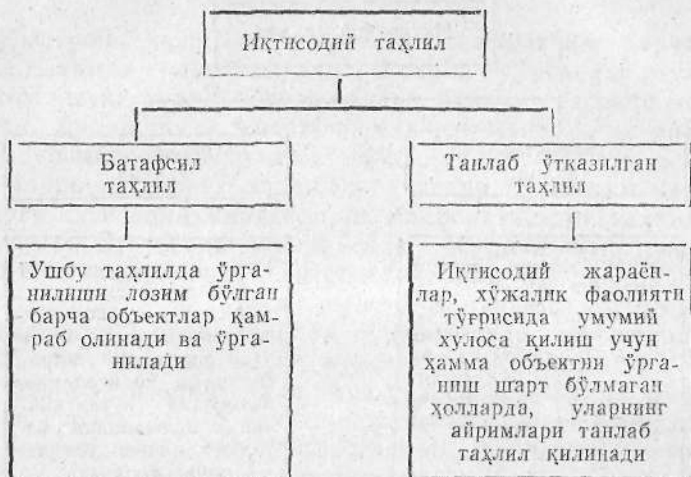 Иқтисодий таҳлил
Батафсил
таҳлил
Танлаб ўтказилган
таҳлил
Ушбу таҳлилда ўрга-
нилиши лозим бўлган
барча объектлар қам-
раб олинади ва ўрга-
нилади
Иқтисодий жараён-
лар, хўжалик фаолияти
тўғрисида умумий
хулоса қилиш учун
ҳамма объектни ўрга-
ниш шарт бўлмаган
ҳолларда, уларнинг
айримлари танлаб
таҳлил қилинади